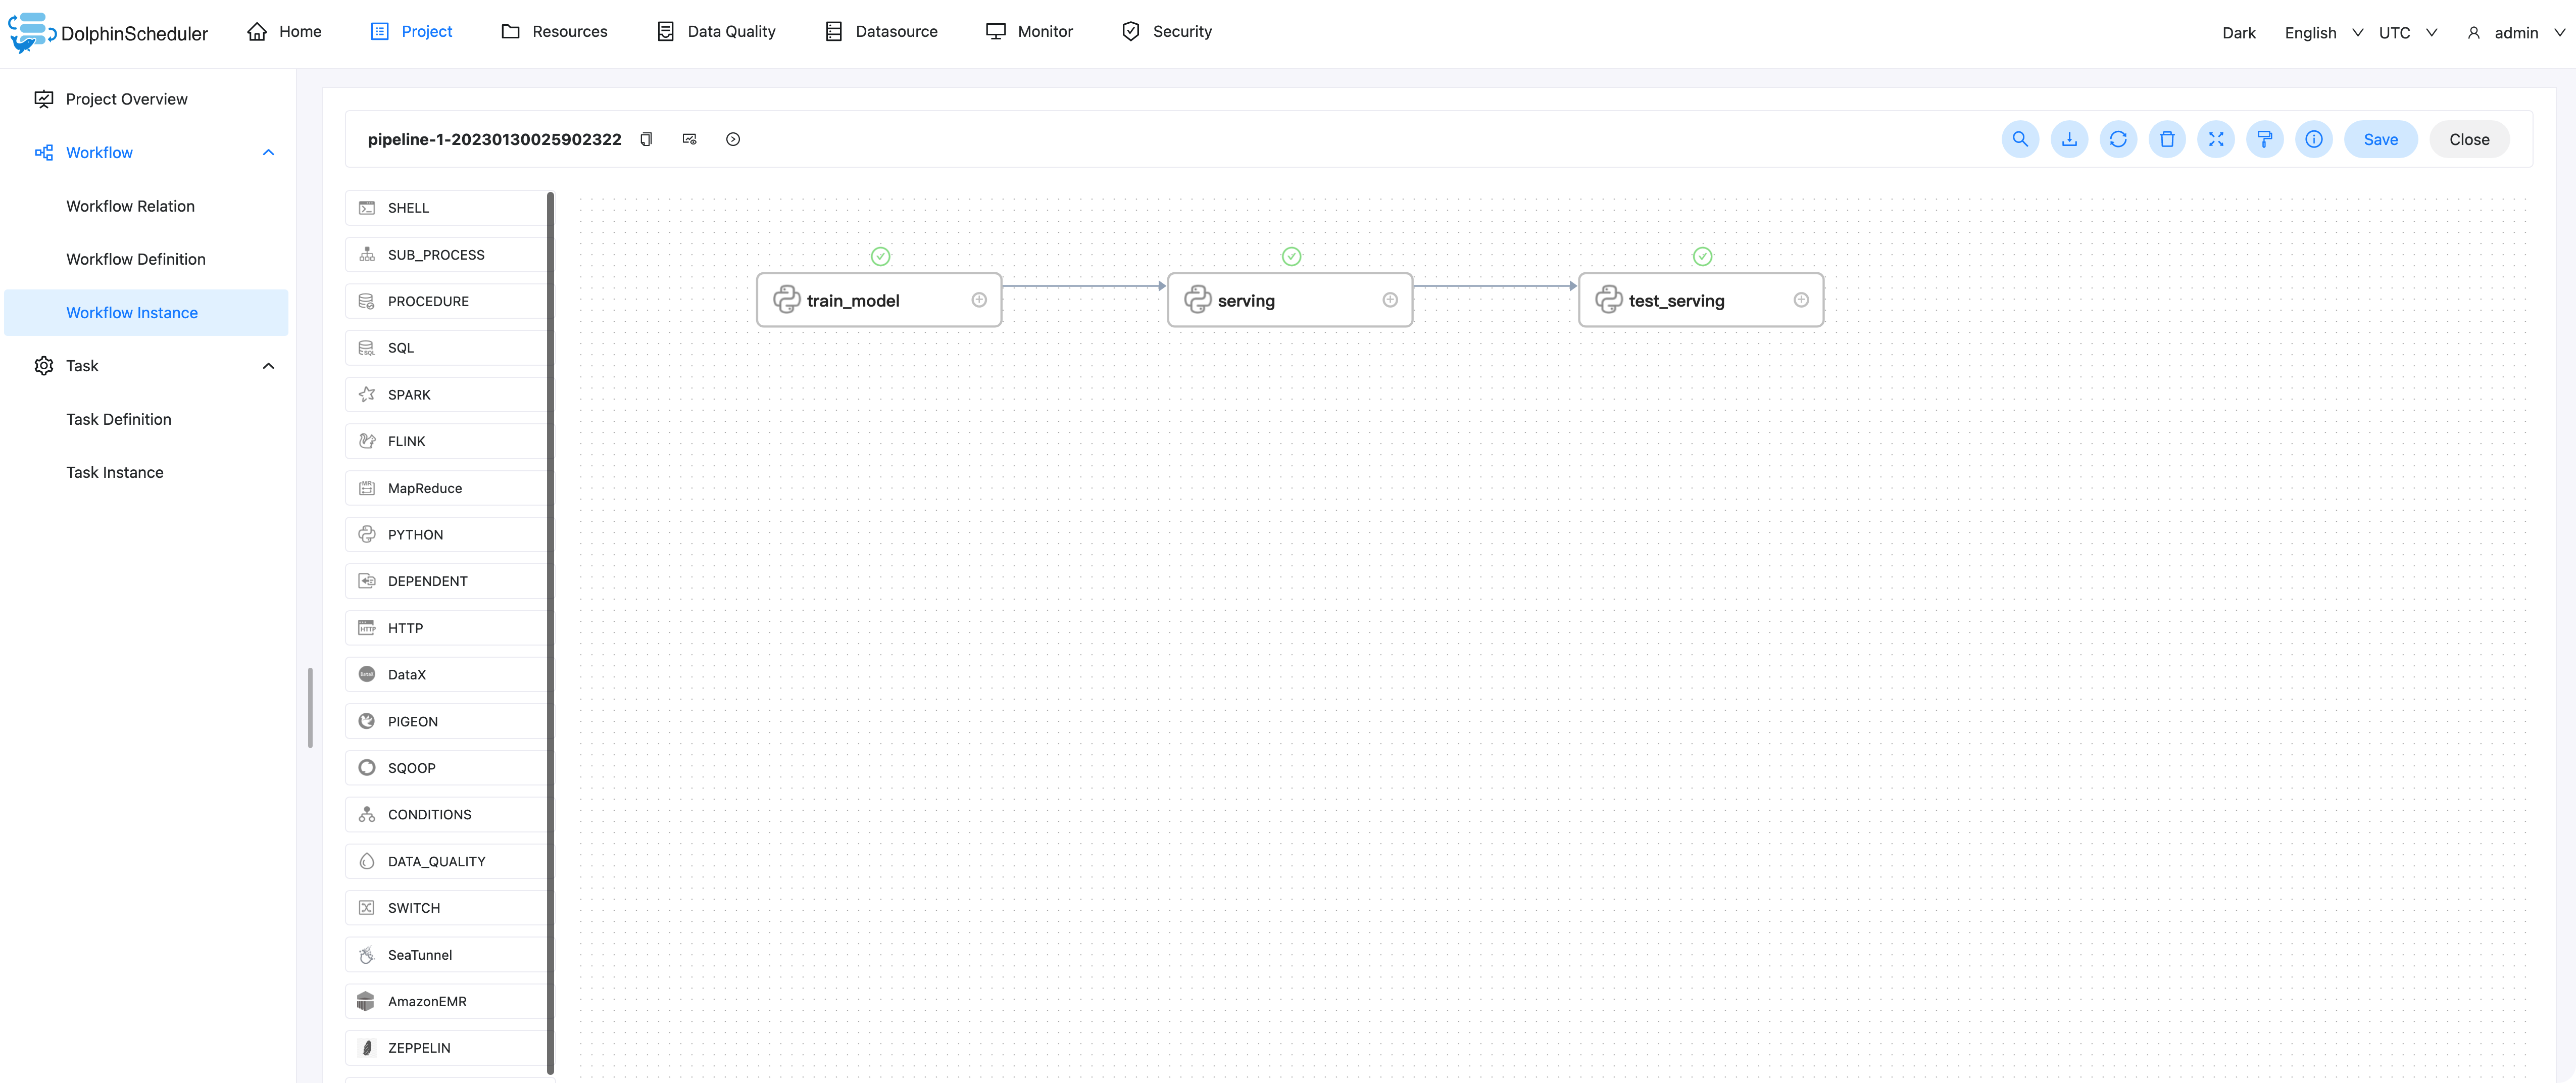 DolphinScheduler Home Project Resources Data Quality Datasource Monitor Security Dark English UTC admin
Project Overview
Workflow
Workflow Relation
Workflow Definition
Workflow Instance
Task
Task Definition
Task Instance
pipeline-1-20230130025902322 Save Close
SHELL
SUB_PROCESS
PROCEDURE
SQL
SPARK
FLINK
MapReduce
PYTHON
DEPENDENT
HTTP
DataX
PIGEON
SQOOP
CONDITIONS
DATA_QUALITY
SWITCH
SeaTunnel
AmazonEMR
ZEPPELIN
train_model serving test_serving